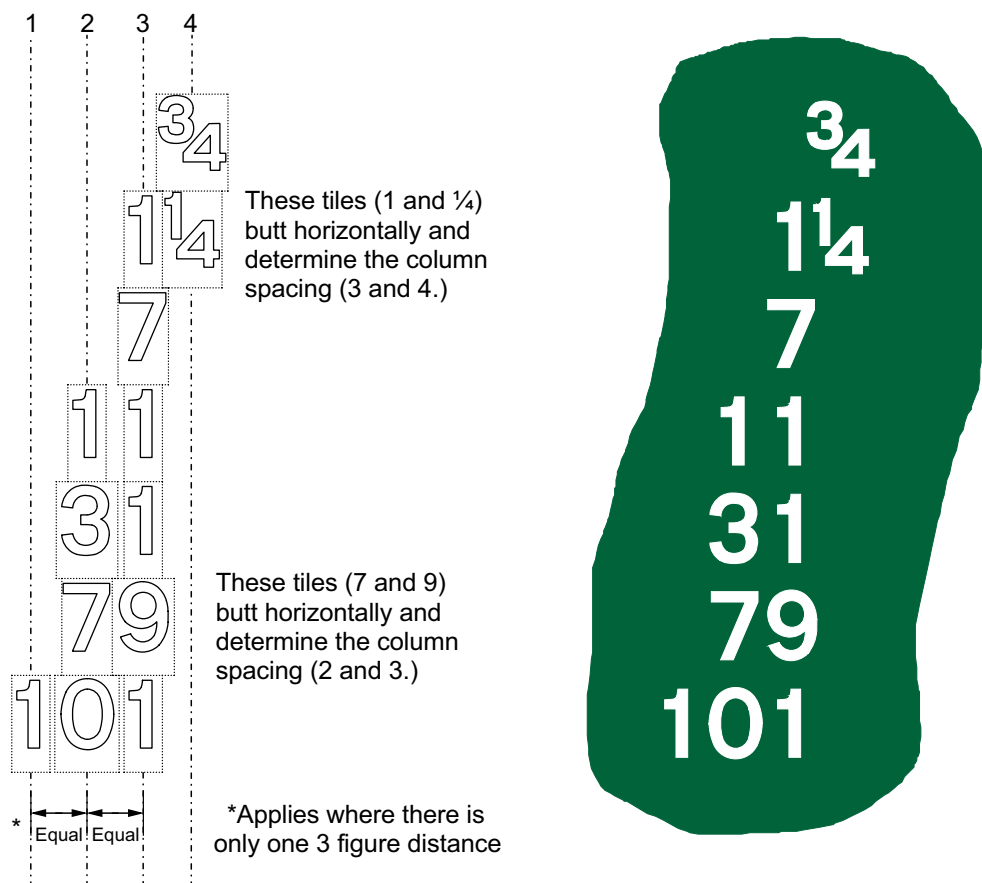 1 2 3 4
3/4
These tiles (1 and ¼)
butt horizontally and
determine the column
spacing (3 and 4.)
1 1/4
7
1 1
3 1
These tiles (7 and 9)
butt horizontally and
determine the column
spacing (2 and 3.)
7 9
1 0 1
* Equal Equal
*Applies where there is
only one 3 figure distance
3/4
1 1/4
7
11
31
79
101